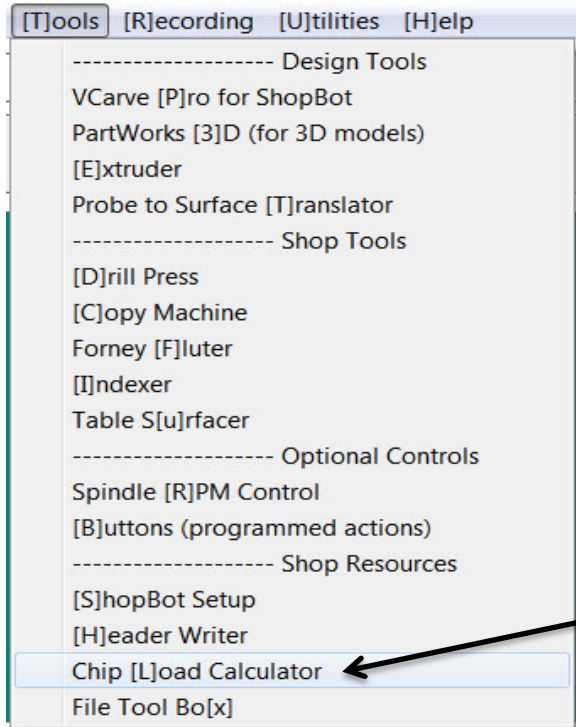 [T]ools [R]ecording [U]tilities [H]elp
-------------------- Design Tools
VCarve [P]ro for ShopBot
PartWorks [3]D (for 3D models)
[E]xtruder
Probe to Surface [T]ranslator
-------------------- Shop Tools
[D]rill Press
[C]opy Machine
Forney [F]luter
[I]ndexer
Table S[u]rfacer
-------------------- Optional Controls
Spindle [R]PM Control
[B]uttons (programmed actions)
-------------------- Shop Resources
[S]hopBot Setup
[H]eader Writer
Chip [L]oad Calculator
File Tool Bo[x]